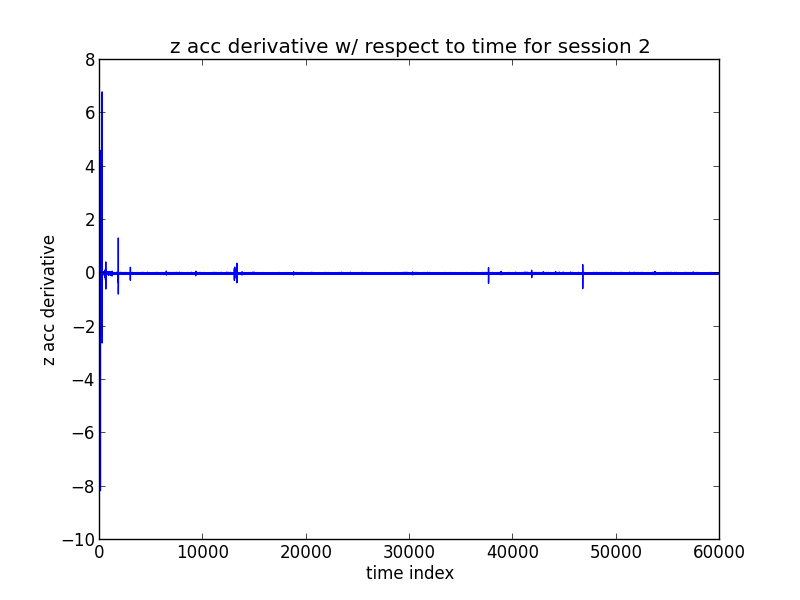 z acc derivative w/ respect to time for session 2
8
6
4
2
0
−2
−4
−6
−8
−10
z acc derivative
0 10000 20000 30000 40000 50000 60000
time index